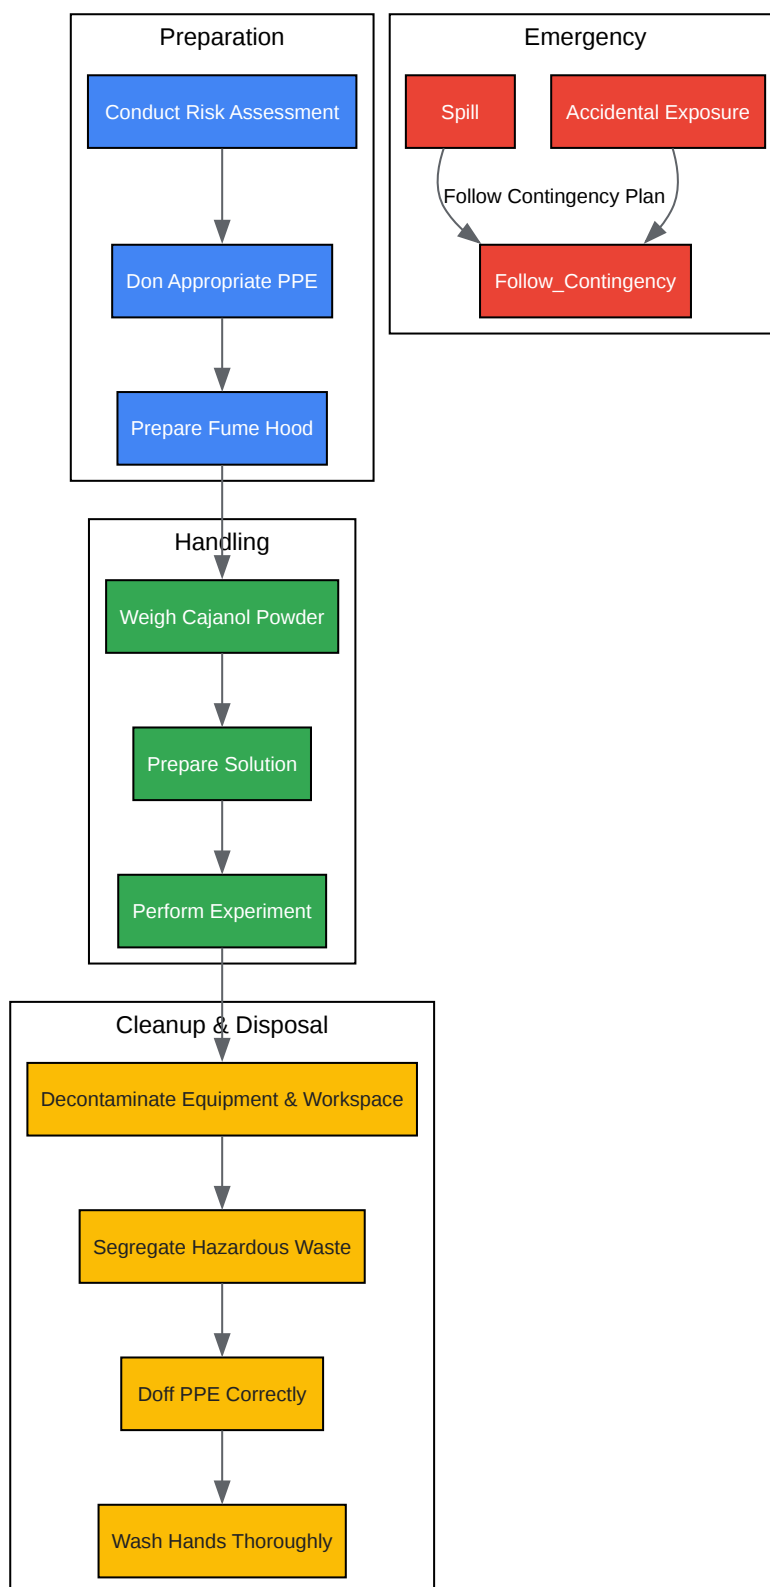 Preparation
Conduct Risk Assessment
Don Appropriate PPE
Prepare Fume Hood
Emergency
Spill
Accidental Exposure
Follow Contingency Plan
Follow_Contingency
Handling
Weigh Cajanol Powder
Prepare Solution
Perform Experiment
Cleanup & Disposal
Decontaminate Equipment & Workspace
Segregate Hazardous Waste
Doff PPE Correctly
Wash Hands Thoroughly